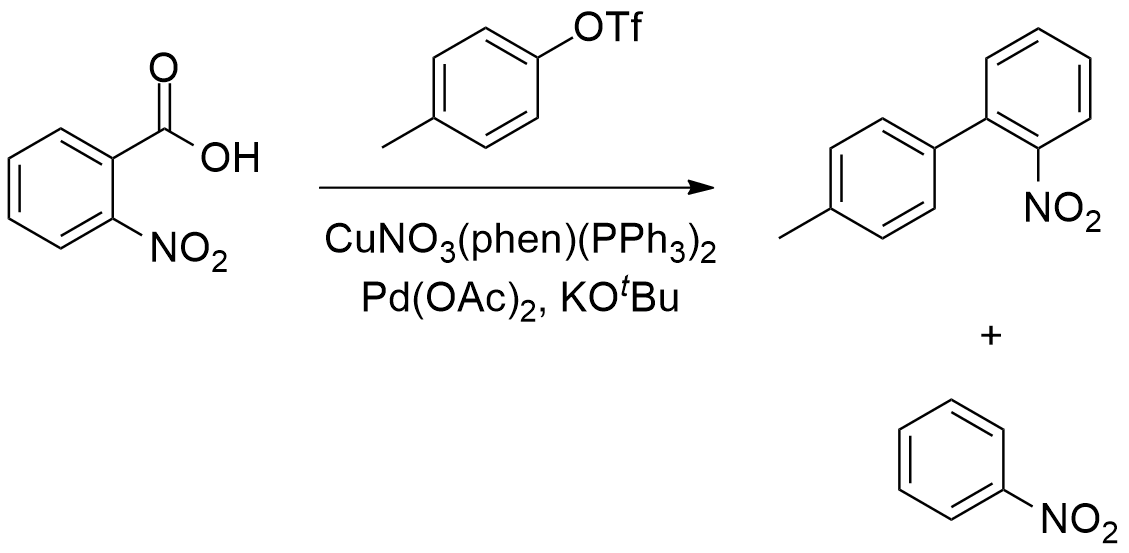 OTf
O
OH
NO₂
CuNO₃(phen)(PPh₃)₂
Pd(OAc)₂, KOᵗBu
NO₂
+
NO₂